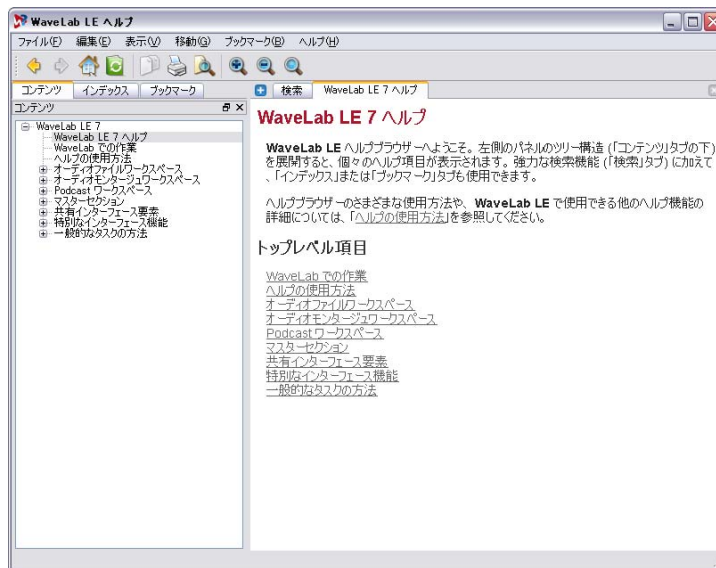 WaveLab LE ヘルプ
ファイル(F) 編集(E) 表示(V) 移動(G) ブックマーク(B) ヘルプ(H)
コンテンツ インデックス ブックマーク
検索 WaveLab LE 7 ヘルプ
コンテンツ
WaveLab LE 7
WaveLab LE 7 ヘルプ
WaveLab での作業
ヘルプの使用方法
オーディオファイルワークスペース
オーディオモンタージュワークスペース
Podcast ワークスペース
マスターセクション
共有インターフェース要素
特別なインターフェース機能
一般的なタスクの方法
WaveLab LE 7 ヘルプ
WaveLab LE ヘルプブラウザーへようこそ。左側のパネルのツリー構造 (「コンテンツ」タブの下)
を展開すると、個々のヘルプ項目が表示されます。強力な検索機能 (「検索」タブ) に加えて
、「インデックス」または「ブックマーク」タブも使用できます。
ヘルプブラウザーのさまざまな使用方法や、WaveLab LE で使用できる他のヘルプ機能の
詳細については、「ヘルプの使用方法」を参照してください。
トップレベル項目
WaveLab での作業
ヘルプの使用方法
オーディオファイルワークスペース
オーディオモンタージュワークスペース
Podcast ワークスペース
マスターセクション
共有インターフェース要素
特別なインターフェース機能
一般的なタスクの方法